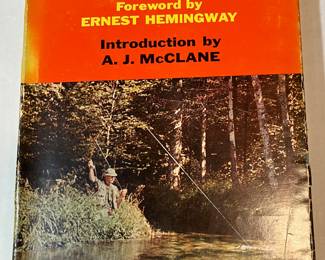 Foreword by
ERNEST HEMINGWAY
Introduction by
A. J. McCLANE